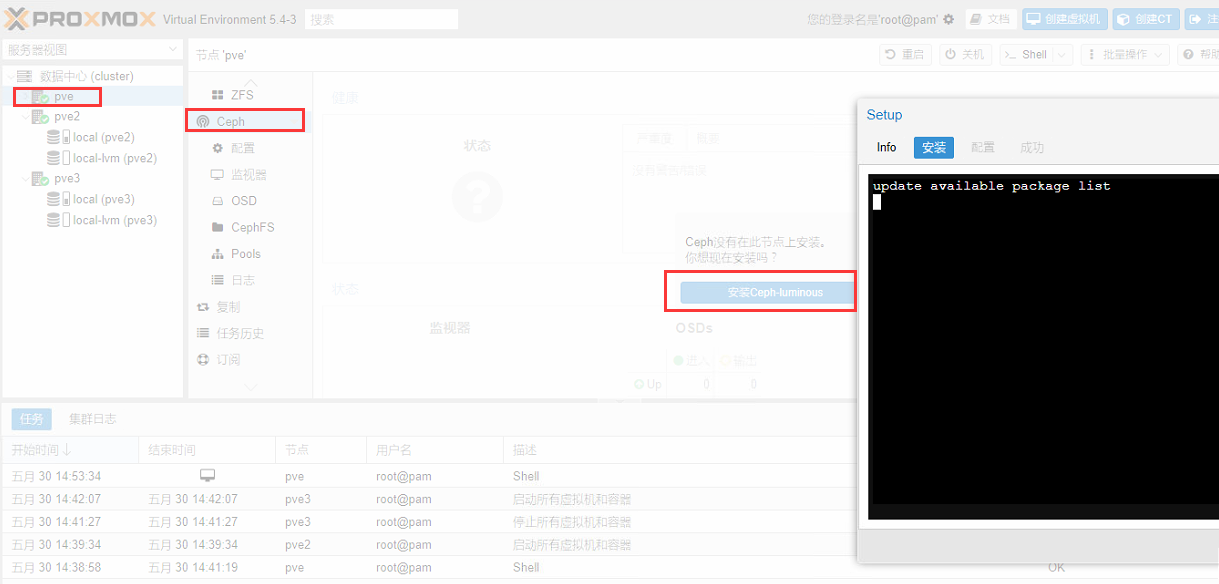 PROXMOX Virtual Environment 5.4-3 搜索 您的登录名是'root@pam' 文档 创建虚拟机 创建CT 注
服务器视图
数据中心 (cluster)
pve
pve2
local (pve2)
local-lvm (pve2)
pve3
local (pve3)
local-lvm (pve3)
节点 'pve' 重启 关机 >_ Shell 批量操作 帮助
ZFS
Ceph
配置
监视器
OSD
CephFS
Pools
日志
复制
任务历史
订阅
健康
状态
严重度 概要
没有警告/错误
Ceph没有在此节点上安装。
你想现在安装吗？
安装Ceph-luminous
状态
监视器
OSDs
进入 输出
Up 0 0
Setup
Info 安装 配置 成功
update available package list
任务 集群日志
开始时间↓ 结束时间 节点 用户名 描述
五月 30 14:53:34 pve root@pam Shell
五月 30 14:42:07 五月 30 14:42:07 pve3 root@pam 启动所有虚拟机和容器
五月 30 14:41:27 五月 30 14:41:27 pve3 root@pam 停止所有虚拟机和容器
五月 30 14:39:34 五月 30 14:39:34 pve2 root@pam 启动所有虚拟机和容器
五月 30 14:38:58 五月 30 14:41:19 pve root@pam Shell OK